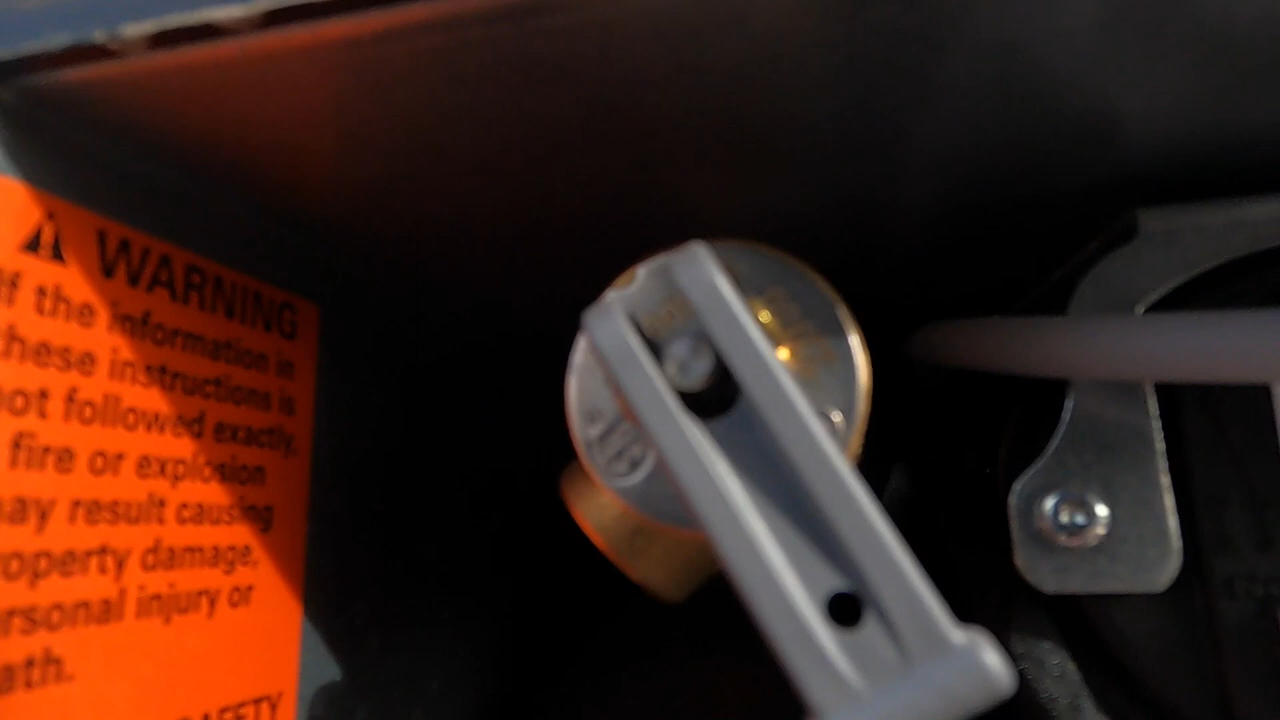 WARNING
If the information in
these instructions is
not followed exactly,
fire or explosion
may result causing
property damage,
personal injury or
death.
SAFETY